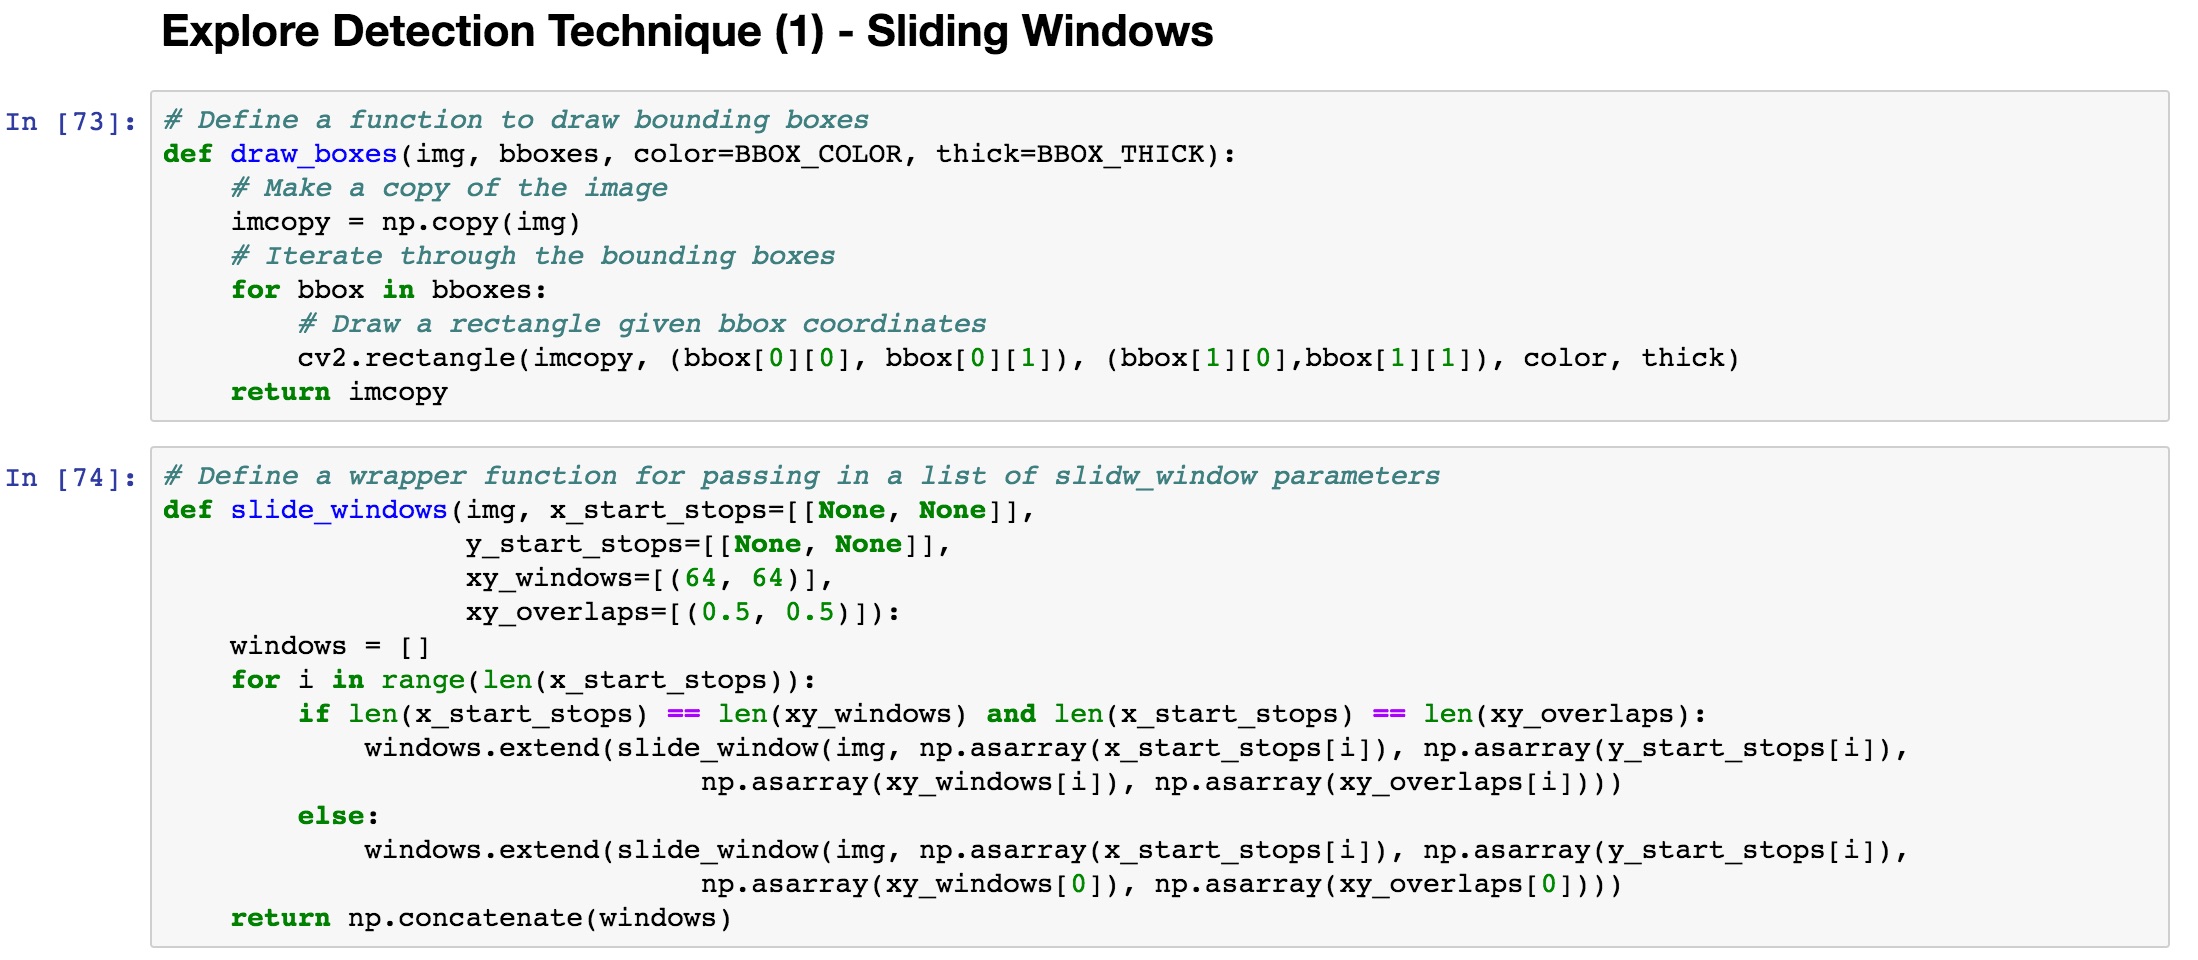 Explore Detection Technique (1) - Sliding Windows
In [73]: # Define a function to draw bounding boxes
def draw_boxes(img, bboxes, color=BBOX_COLOR, thick=BBOX_THICK):
    # Make a copy of the image
    imcopy = np.copy(img)
    # Iterate through the bounding boxes
    for bbox in bboxes:
        # Draw a rectangle given bbox coordinates
        cv2.rectangle(imcopy, (bbox[0][0], bbox[0][1]), (bbox[1][0],bbox[1][1]), color, thick)
    return imcopy
In [74]: # Define a wrapper function for passing in a list of slidw_window parameters
def slide_windows(img, x_start_stops=[[None, None]],
                  y_start_stops=[[None, None]],
                  xy_windows=[(64, 64)],
                  xy_overlaps=[(0.5, 0.5)]):
    windows = []
    for i in range(len(x_start_stops)):
        if len(x_start_stops) == len(xy_windows) and len(x_start_stops) == len(xy_overlaps):
            windows.extend(slide_window(img, np.asarray(x_start_stops[i]), np.asarray(y_start_stops[i]),
                                np.asarray(xy_windows[i]), np.asarray(xy_overlaps[i])))
        else:
            windows.extend(slide_window(img, np.asarray(x_start_stops[i]), np.asarray(y_start_stops[i]),
                                np.asarray(xy_windows[0]), np.asarray(xy_overlaps[0])))
    return np.concatenate(windows)